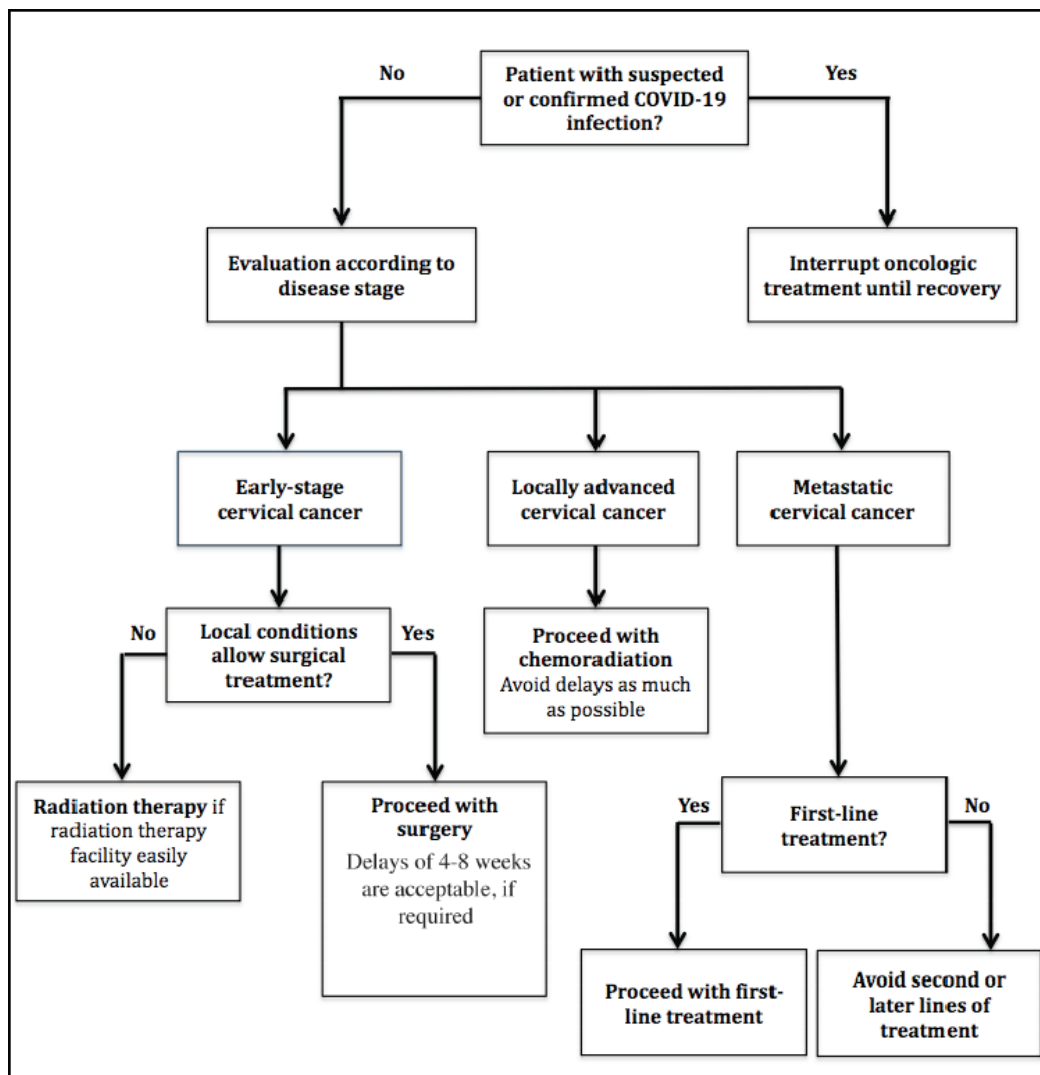 No
Patient with suspected
or confirmed COVID-19
infection?
Yes
Evaluation according to
disease stage
Interrupt oncologic
treatment until recovery
Early-stage
cervical cancer
Locally advanced
cervical cancer
Metastatic
cervical cancer
No
Local conditions
allow surgical
treatment?
Yes
Proceed with
chemoradiation
Avoid delays as much
as possible
Radiation therapy if
radiation therapy
facility easily
available
Proceed with
surgery
Delays of 4-8 weeks
are acceptable, if
required
Yes
First-line
treatment?
No
Proceed with first-
line treatment
Avoid second or
later lines of
treatment